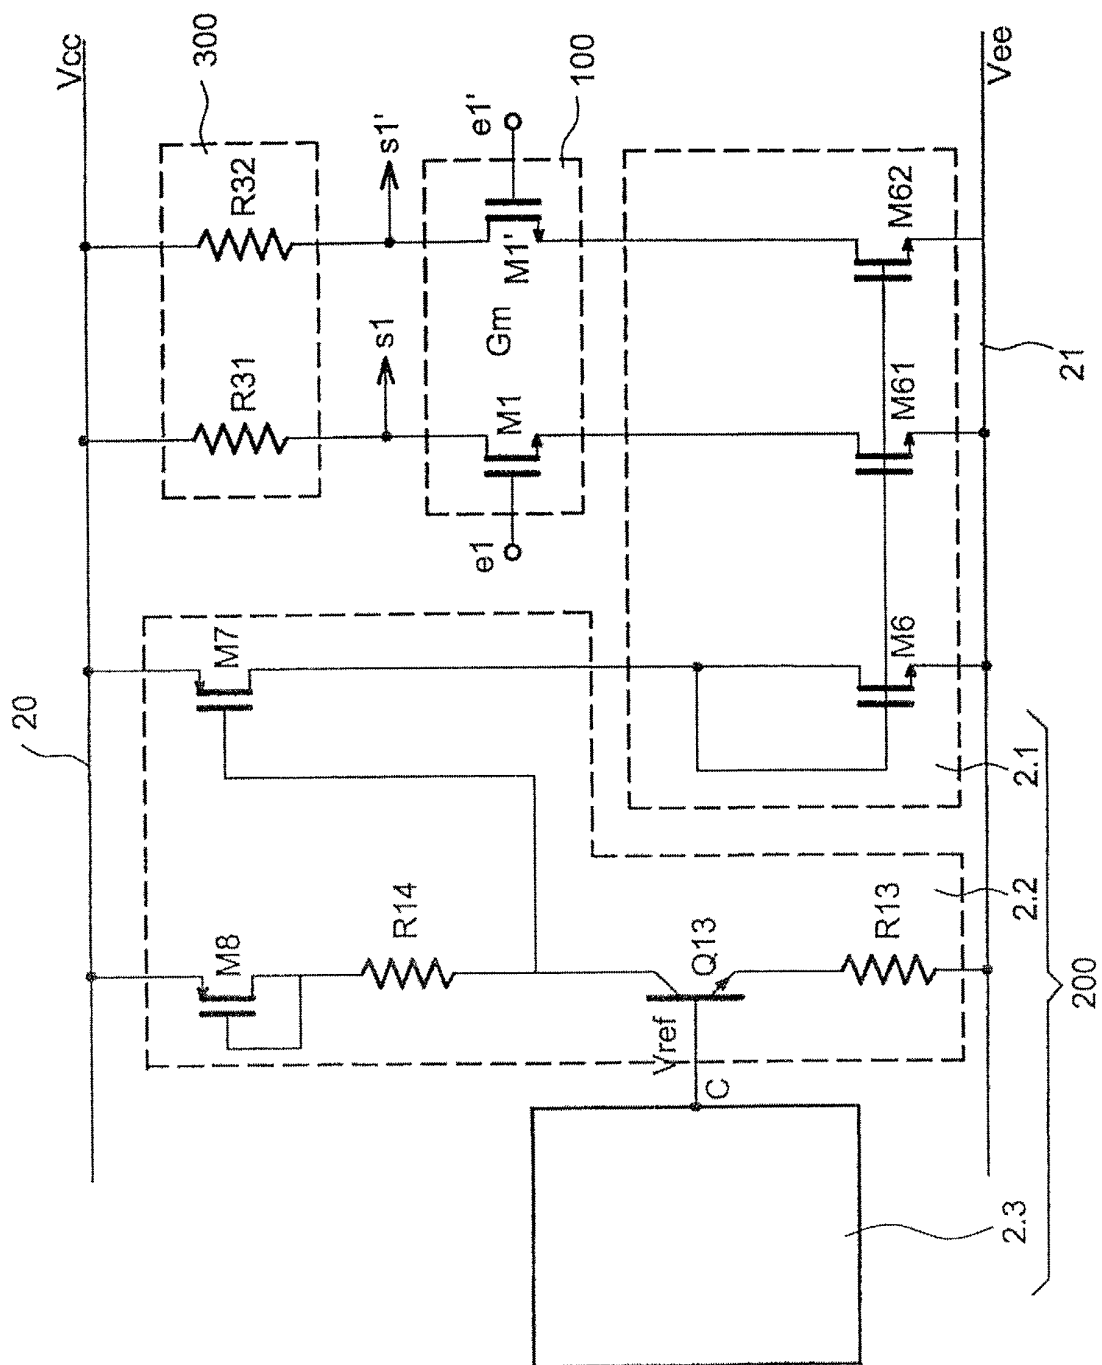 Vcc
300
20
R32
R31
s1'
s1
100
e1'
M1'
Gm
M1
e1
M7
M8
R14
M62
M61
M6
Vee
21
2.1
2.2
Q13
R13
Vref
C
2.3
200